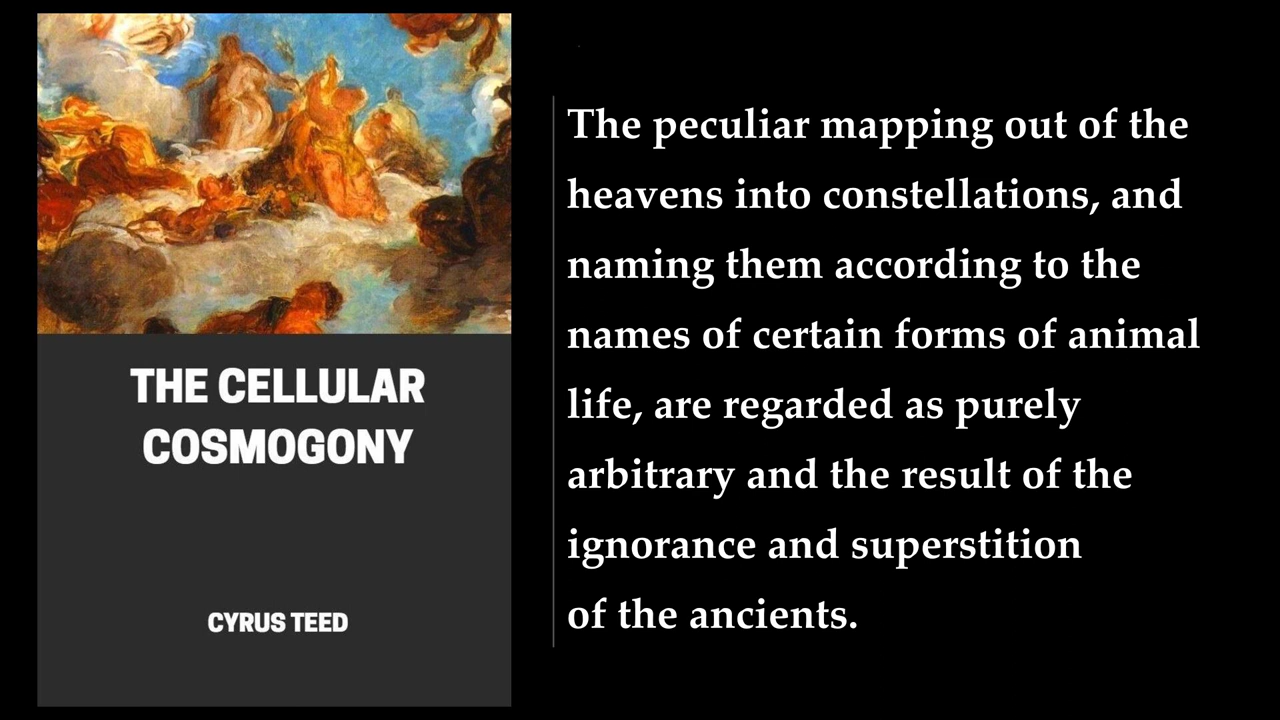 THE CELLULAR
COSMOGONY
CYRUS TEED
The peculiar mapping out of the
heavens into constellations, and
naming them according to the
names of certain forms of animal
life, are regarded as purely
arbitrary and the result of the
ignorance and superstition
of the ancients.